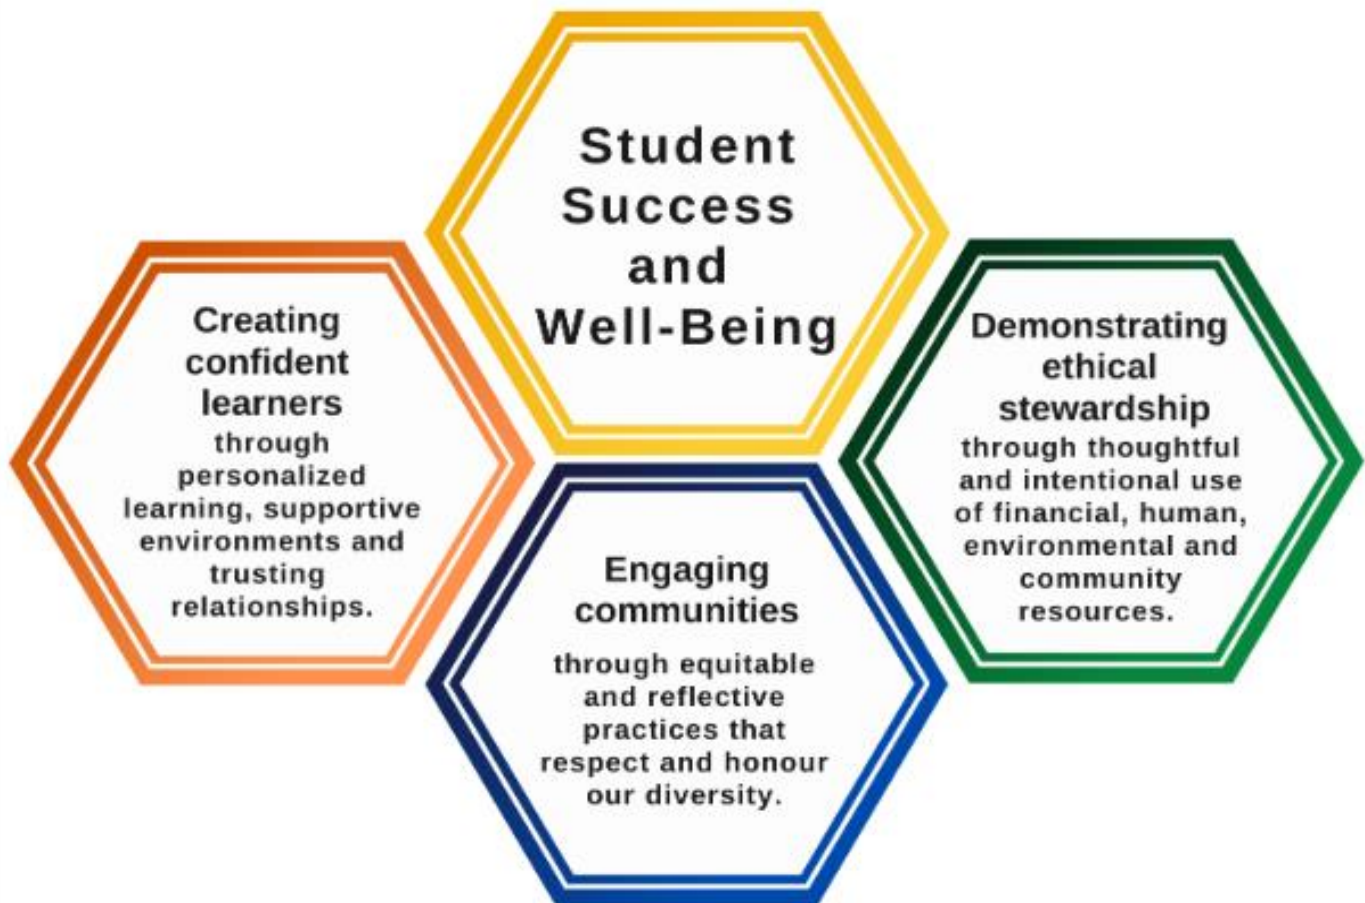 Student
Success
and
Well-Being
Creating
confident
learners
through
personalized
learning, supportive
environments and
trusting
relationships.
Engaging
communities
through equitable
and reflective
practices that
respect and honour
our diversity.
Demonstrating
ethical
stewardship
through thoughtful
and intentional use
of financial, human,
environmental and
community
resources.